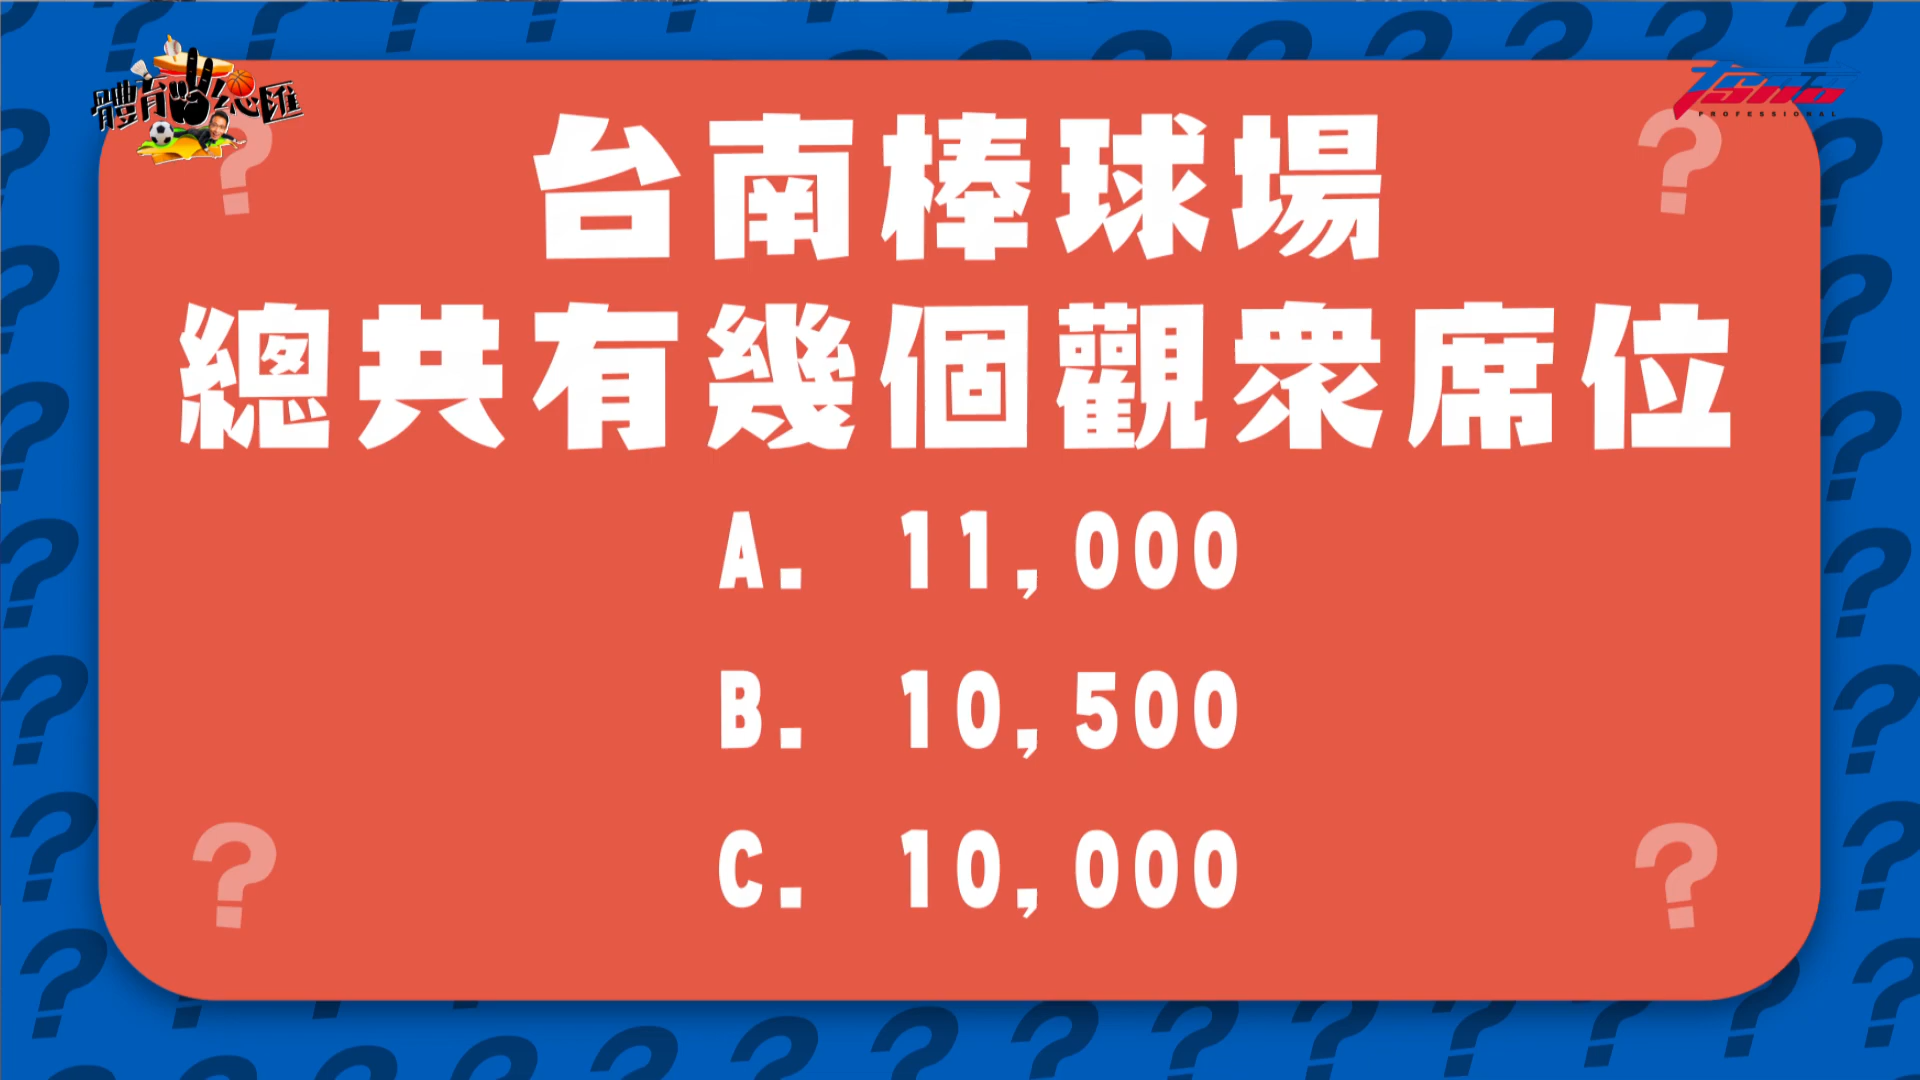 體育總匯
PROFESSIONAL
台南棒球場
總共有幾個觀眾席位
A. 11,000
B. 10,500
C. 10,000